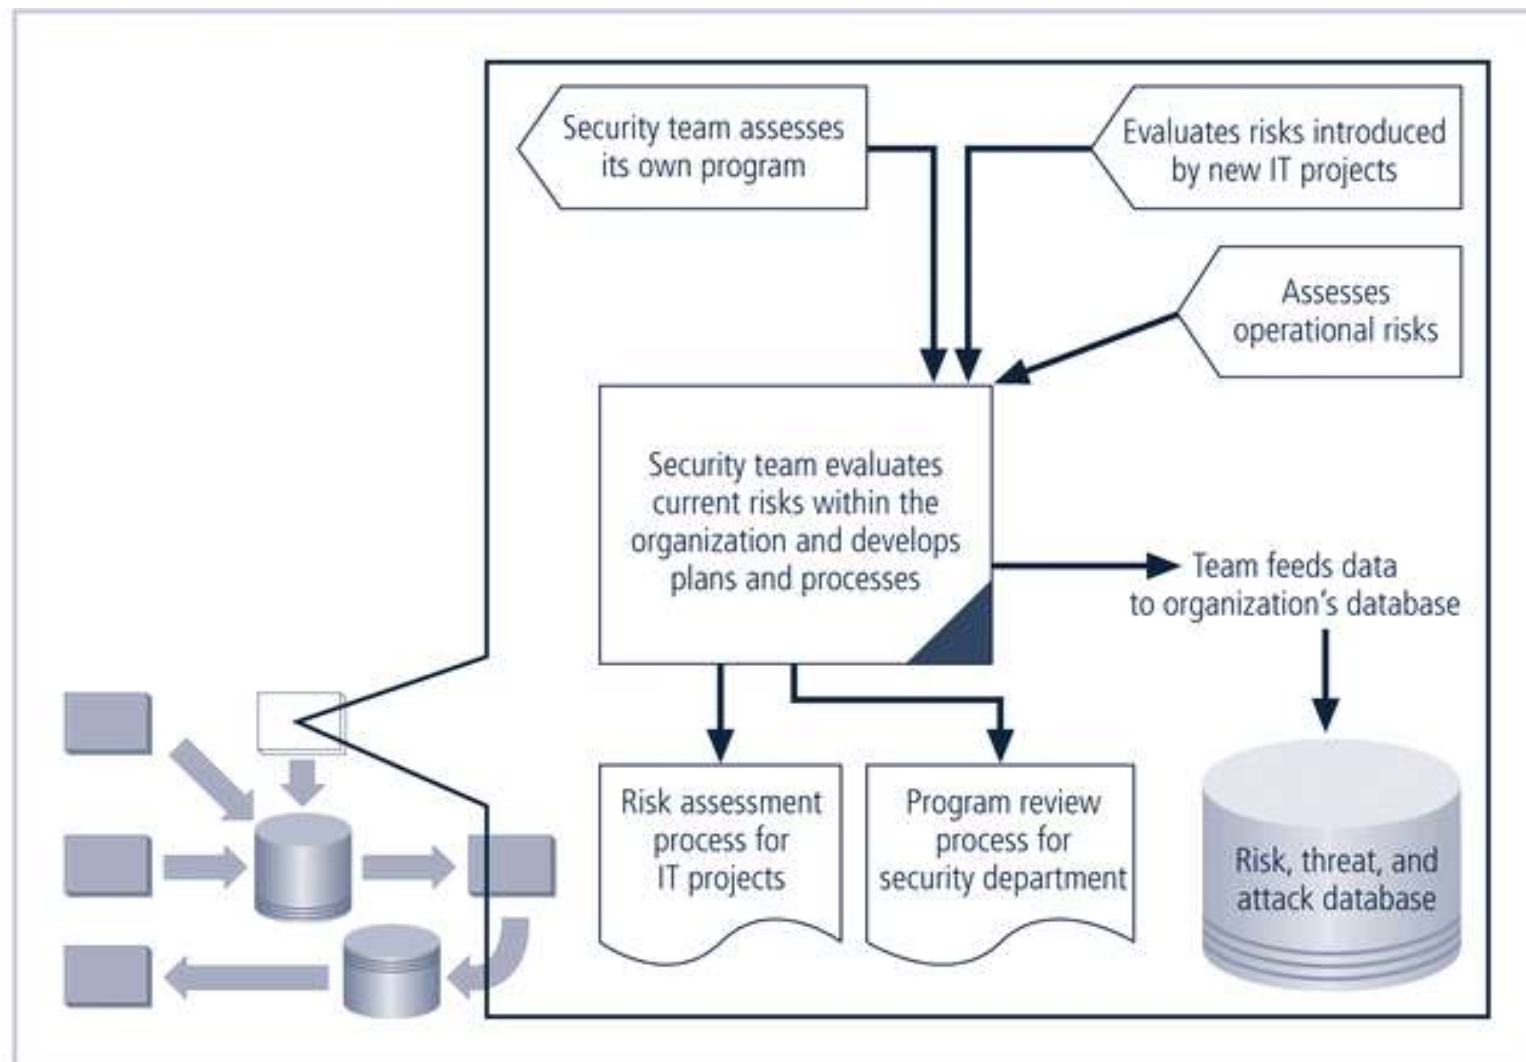 Security team assesses
its own program
Evaluates risks introduced
by new IT projects
Assesses
operational risks
Security team evaluates
current risks within the
organization and develops
plans and processes
Team feeds data
to organization's database
Risk assessment
process for
IT projects
Program review
process for
security department
Risk, threat, and
attack database